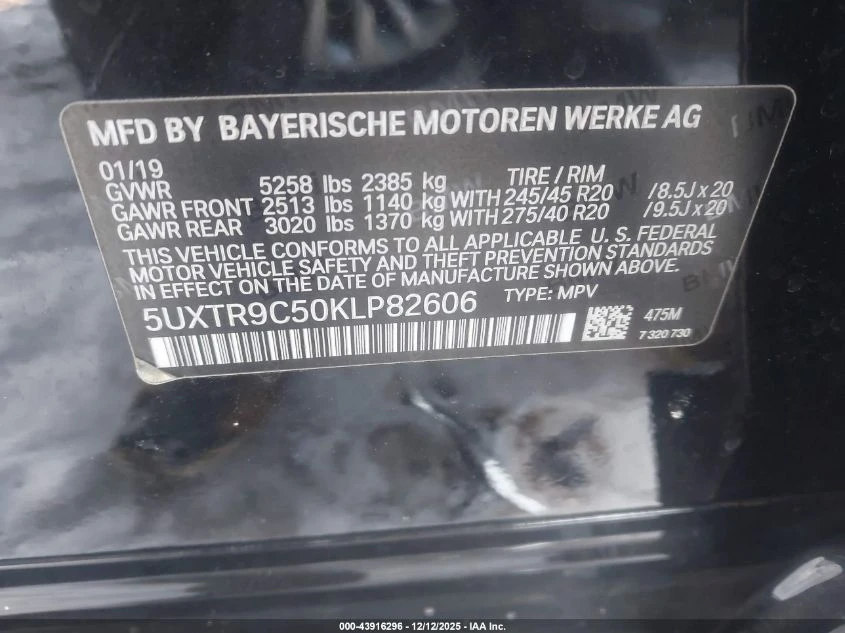 MFD BY BAYERISCHE MOTOREN WERKE AG
01/19 TIRE / RIM
GVWR 5258 lbs 2385 kg
GAWR FRONT 2513 lbs 1140 kg WITH 245/45 R20 /8.5J x 20
GAWR REAR 3020 lbs 1370 kg WITH 275/40 R20 /9.5J x 20
THIS VEHICLE CONFORMS TO ALL APPLICABLE U. S. FEDERAL
MOTOR VEHICLE SAFETY AND THEFT PREVENTION STANDARDS
IN EFFECT ON THE DATE OF MANUFACTURE SHOWN ABOVE.
5UXTR9C50KLP82606 TYPE: MPV
475M
7 320 730
000-43916296 - 12/12/2025 - IAA Inc.